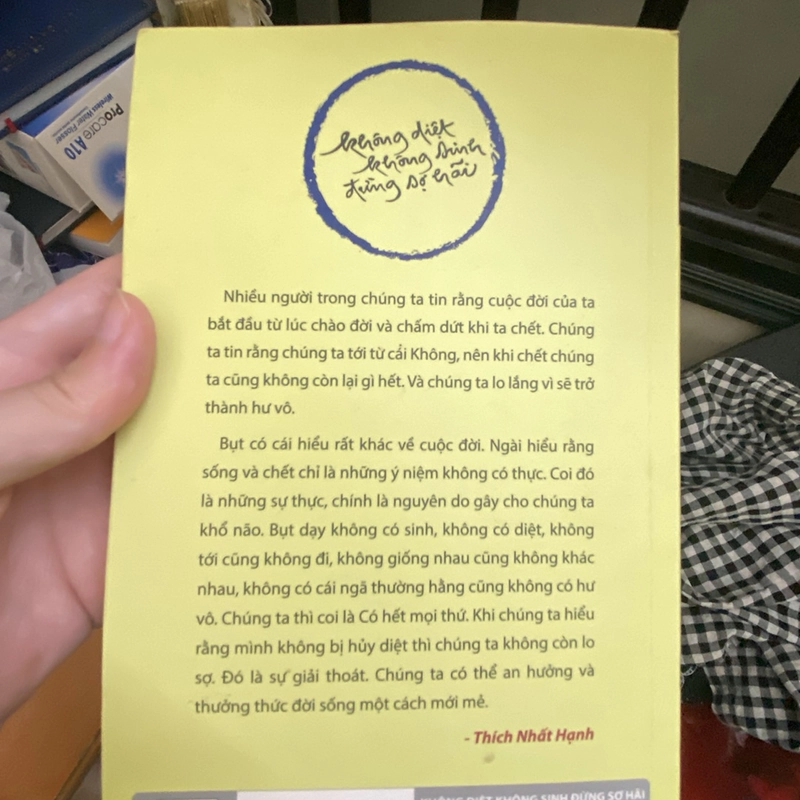 Procare A10
Wireless Water Flosser
không diệt
không sinh
đừng sợ hãi
Nhiều người trong chúng ta tin rằng cuộc đời của ta
bắt đầu từ lúc chào đời và chấm dứt khi ta chết. Chúng
ta tin rằng chúng ta tới từ cái Không, nên khi chết chúng
ta cũng không còn lại gì hết. Và chúng ta lo lắng vì sẽ trở
thành hư vô.
Bụt có cái hiểu rất khác về cuộc đời. Ngài hiểu rằng
sống và chết chỉ là những ý niệm không có thực. Coi đó
là những sự thực, chính là nguyên do gây cho chúng ta
khổ não. Bụt dạy không có sinh, không có diệt, không
tới cũng không đi, không giống nhau cũng không khác
nhau, không có cái ngã thường hằng cũng không có hư
vô. Chúng ta thì coi là Có hết mọi thứ. Khi chúng ta hiểu
rằng mình không bị hủy diệt thì chúng ta không còn lo
sợ. Đó là sự giải thoát. Chúng ta có thể an hưởng và
thưởng thức đời sống một cách mới mẻ.
- Thích Nhất Hạnh
KHÔNG DIỆT KHÔNG SINH ĐỪNG SỢ HÃI